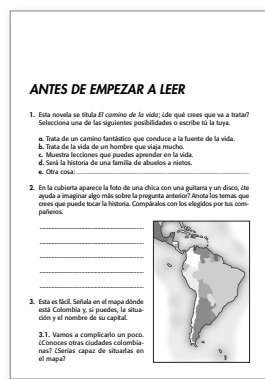 ANTES DE EMPEZAR A LEER
1. Esta novela se titula El camino de la vida; ¿de qué crees que va a tratar?
Selecciona una de las siguientes posibilidades o escribe tú la tuya.
a. Trata de un camino fantástico que conduce a la fuente de la vida.
b. Trata de la vida de un hombre que viaja mucho.
c. Muestra lecciones que puedes aprender en la vida.
d. Será la historia de una familia de abuelos a nietos.
e. Otra cosa:
2. En la cubierta aparece la foto de una chica con una guitarra y un disco, ¿te
ayuda a imaginar algo más sobre la pregunta anterior? Anota los temas que
crees que puede tocar la historia. Compáralos con los elegidos por tus com-
pañeros.
3. Esta es fácil. Señala en el mapa dónde
está Colombia y, si puedes, la situa-
ción y el nombre de su capital.
3.1. Vamos a complicarlo un poco.
¿Conoces otras ciudades colombia-
nas? ¿Serías capaz de situarlas en
el mapa?